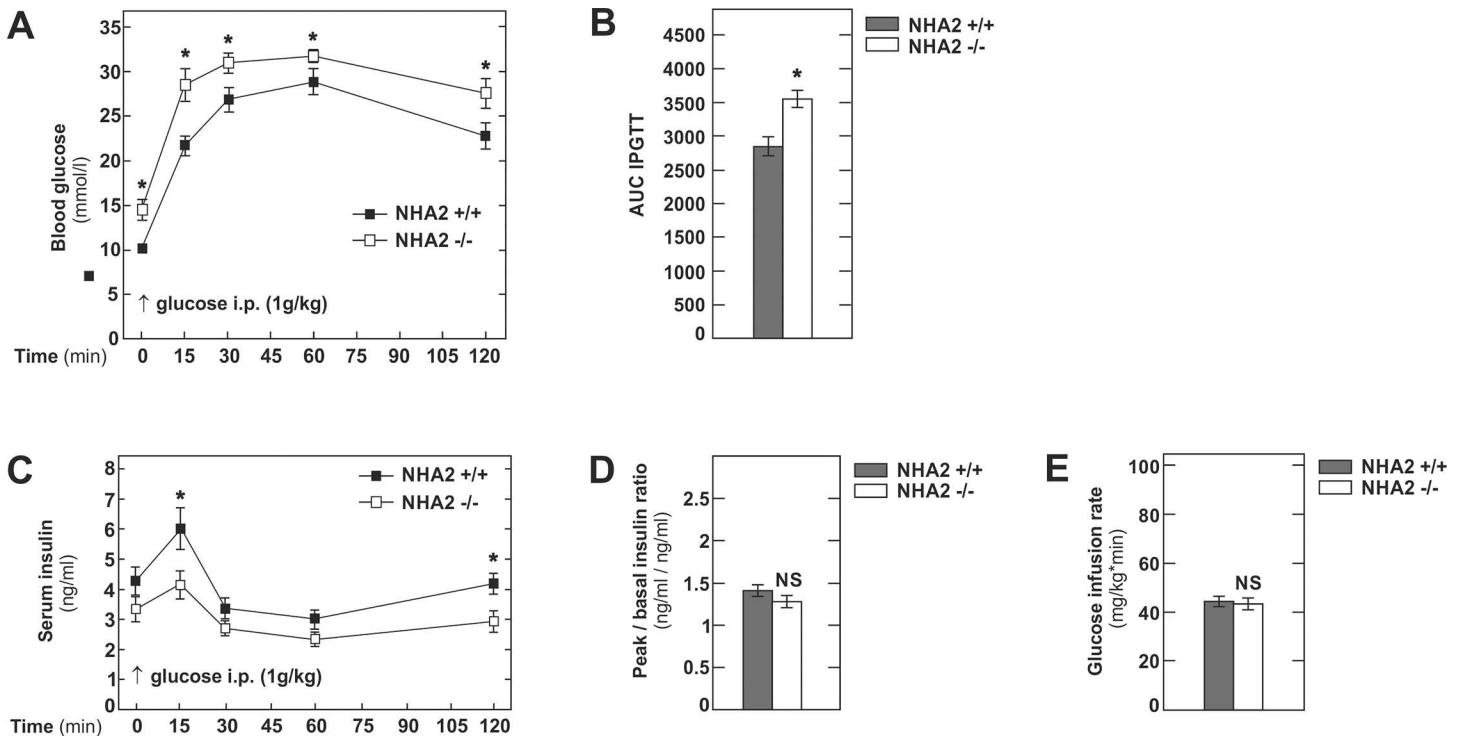 A
35
30
25
20
15
10
5
0
Blood glucose
(mmol/l)
*
*
*
*
*
NHA2 +/+
NHA2 -/-
↑ glucose i.p. (1g/kg)
Time (min) 0 15 30 45 60 75 90 105 120
B
4500
4000
3500
3000
2500
2000
1500
1000
500
0
AUC IPGTT
*
NHA2 +/+
NHA2 -/-
C
8
7
6
5
4
3
2
1
0
Serum insulin
(ng/ml)
*
*
NHA2 +/+
NHA2 -/-
↑ glucose i.p. (1g/kg)
Time (min) 0 15 30 45 60 75 90 105 120
D
2.5
2
1.5
1
0.5
0
Peak / basal insulin ratio
(ng/ml / ng/ml)
NS
NHA2 +/+
NHA2 -/-
E
100
80
60
40
20
0
Glucose infusion rate
(mg/kg*min)
NS
NHA2 +/+
NHA2 -/-